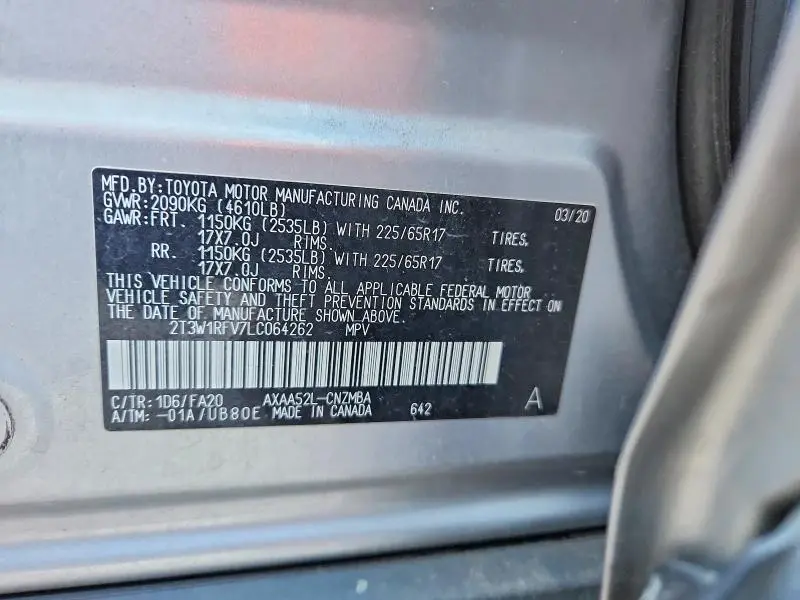 MFD.BY:TOYOTA MOTOR MANUFACTURING CANADA INC. 03/20
GVWR:2090KG (4610LB)
GAWR:FRT. 1150KG (2535LB) WITH 225/65R17 TIRES,
17X7.0J RIMS.
RR. 1150KG (2535LB) WITH 225/65R17 TIRES,
17X7.0J RIMS.
THIS VEHICLE CONFORMS TO ALL APPLICABLE FEDERAL MOTOR
VEHICLE SAFETY AND THEFT PREVENTION STANDARDS IN EFFECT ON
THE DATE OF MANUFACTURE SHOWN ABOVE.
2T3W1RFV7LC064262 MPV
C/TR:1D6/FA20 AXAA52L-CNZMBA
A/TM:-01A/UB80E MADE IN CANADA 642 A